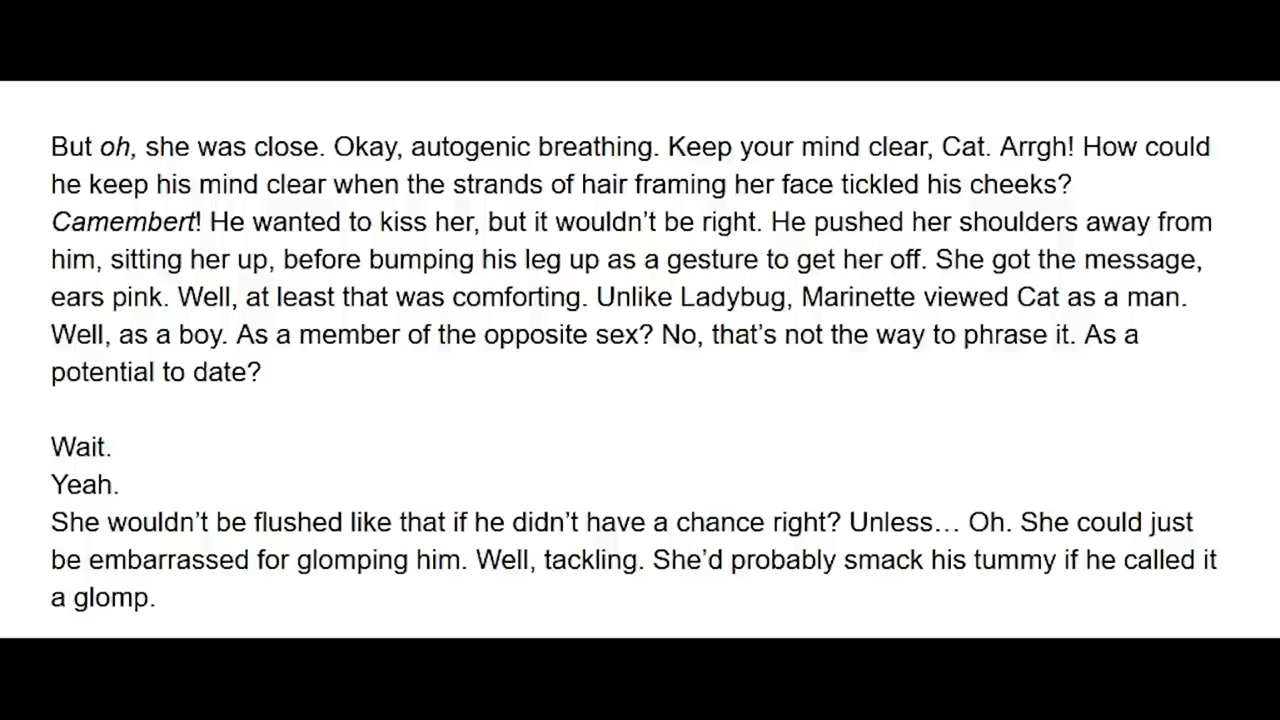 But oh, she was close. Okay, autogenic breathing. Keep your mind clear, Cat. Arrgh! How could
he keep his mind clear when the strands of hair framing her face tickled his cheeks?
Camembert! He wanted to kiss her, but it wouldn’t be right. He pushed her shoulders away from
him, sitting her up, before bumping his leg up as a gesture to get her off. She got the message,
ears pink. Well, at least that was comforting. Unlike Ladybug, Marinette viewed Cat as a man.
Well, as a boy. As a member of the opposite sex? No, that’s not the way to phrase it. As a
potential to date?
Wait.
Yeah.
She wouldn’t be flushed like that if he didn’t have a chance right? Unless… Oh. She could just
be embarrassed for glomping him. Well, tackling. She’d probably smack his tummy if he called it
a glomp.